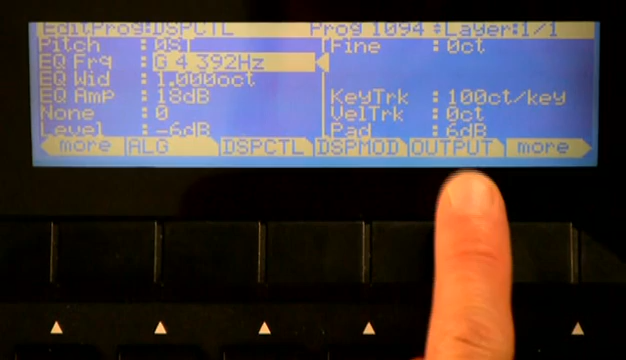 EditProg:DSPCTL Prog 1094 Layer:1/1
Pitch :0ST Fine :0ct
EQ Frq :G 4 392Hz
EQ Wid :1.000oct
EQ Amp :18dB KeyTrk :100ct/key
None :0 VelTrk :0ct
Level :-6dB Pad :6dB
more ALG DSPCTL DSPMOD OUTPUT more